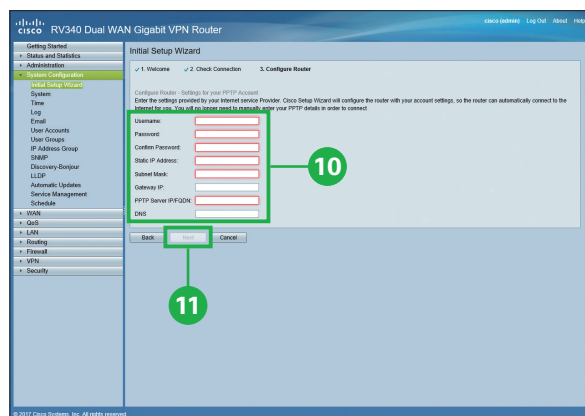 cisco RV340 Dual WAN Gigabit VPN Router
cisco (admin) Log Out About Help
Getting Started
Status and Statistics
Administration
System Configuration
Initial Setup Wizard
System
Time
Log
Email
User Accounts
User Groups
IP Address Group
SNMP
Discovery-Bonjour
LLDP
Automatic Updates
Service Management
Schedule
WAN
QoS
LAN
Routing
Firewall
VPN
Security
Initial Setup Wizard
1. Welcome 2. Check Connection 3. Configure Router
Configure Router - Settings for your PPTP Account
Enter the settings provided by your Internet service Provider. Cisco Setup Wizard will configure the router with your account settings, so the router can automatically connect to the
Internet for you. You will no longer need to manually enter your PPTP details in order to connect
Username:
Password:
Confirm Password:
Static IP Address:
Subnet Mask:
Gateway IP:
PPTP Server IP/FQDN:
DNS
10
Back Next Cancel
11
© 2017 Cisco Systems, Inc. All rights reserved